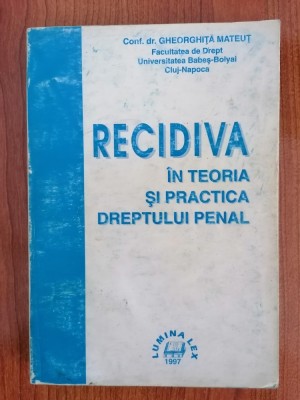 Conf. dr. GHEORGHIȚĂ MATEUȚ
Facultatea de Drept
Universitatea Babeș-Bolyai
Cluj-Napoca
RECIDIVA
ÎN TEORIA
ȘI PRACTICA
DREPTULUI PENAL
LUMINA LEX
1997